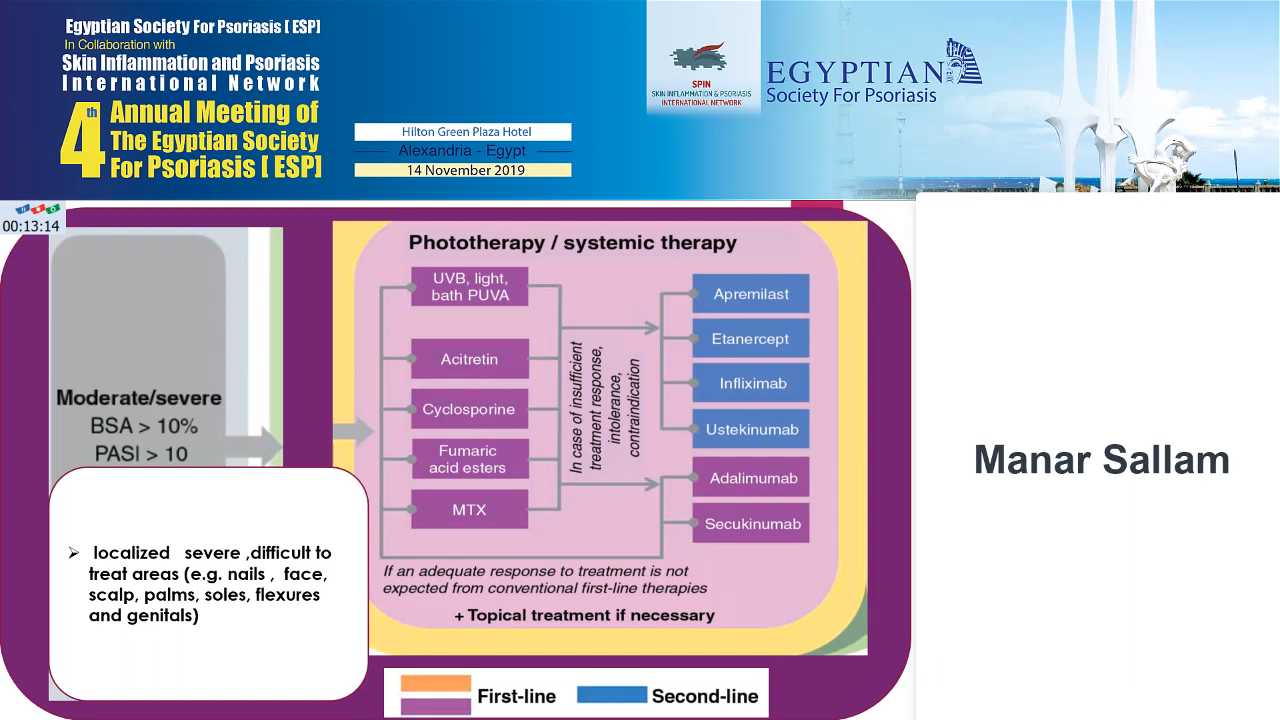 Egyptian Society For Psoriasis [ ESP]
In Collaboration with
Skin Inflammation and Psoriasis
International Network
4th Annual Meeting of
The Egyptian Society
For Psoriasis [ ESP]
Hilton Green Plaza Hotel
Alexandria - Egypt
14 November 2019
SPIN
SKIN INFLAMMATION & PSORIASIS
INTERNATIONAL NETWORK
EGYPTIAN
Society For Psoriasis
00:13:14
Moderate/severe
BSA > 10%
PASI > 10
➢ localized severe ,difficult to
treat areas (e.g. nails , face,
scalp, palms, soles, flexures
and genitals)
Phototherapy / systemic therapy
UVB, light,
bath PUVA
Acitretin
Cyclosporine
Fumaric
acid esters
MTX
In case of insufficient
treatment response,
intolerance,
contraindication
Apremilast
Etanercept
Infliximab
Ustekinumab
Adalimumab
Secukinumab
If an adequate response to treatment is not
expected from conventional first-line therapies
+ Topical treatment if necessary
First-line
Second-line
Manar Sallam